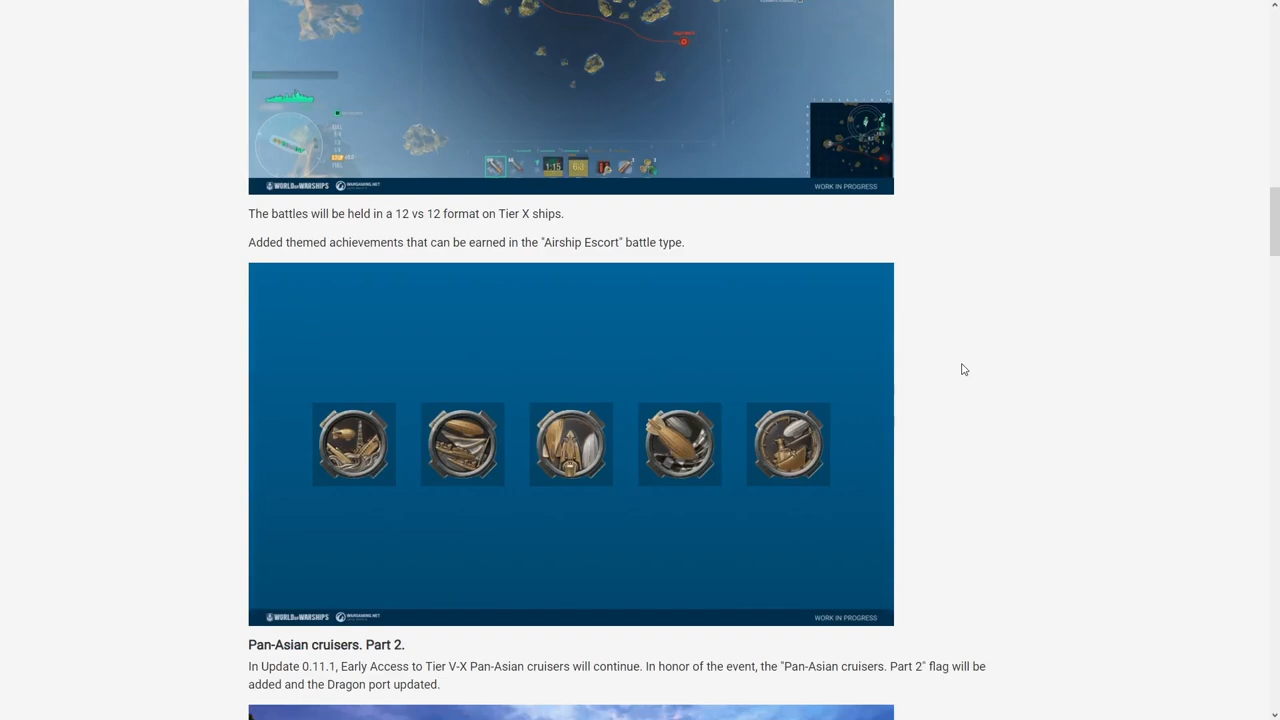 WORLD OF WARSHIPS WARGAMING.NET WORK IN PROGRESS
The battles will be held in a 12 vs 12 format on Tier X ships.
Added themed achievements that can be earned in the "Airship Escort" battle type.
WORLD OF WARSHIPS WARGAMING.NET WORK IN PROGRESS
Pan-Asian cruisers. Part 2.
In Update 0.11.1, Early Access to Tier V-X Pan-Asian cruisers will continue. In honor of the event, the "Pan-Asian cruisers. Part 2" flag will be
added and the Dragon port updated.